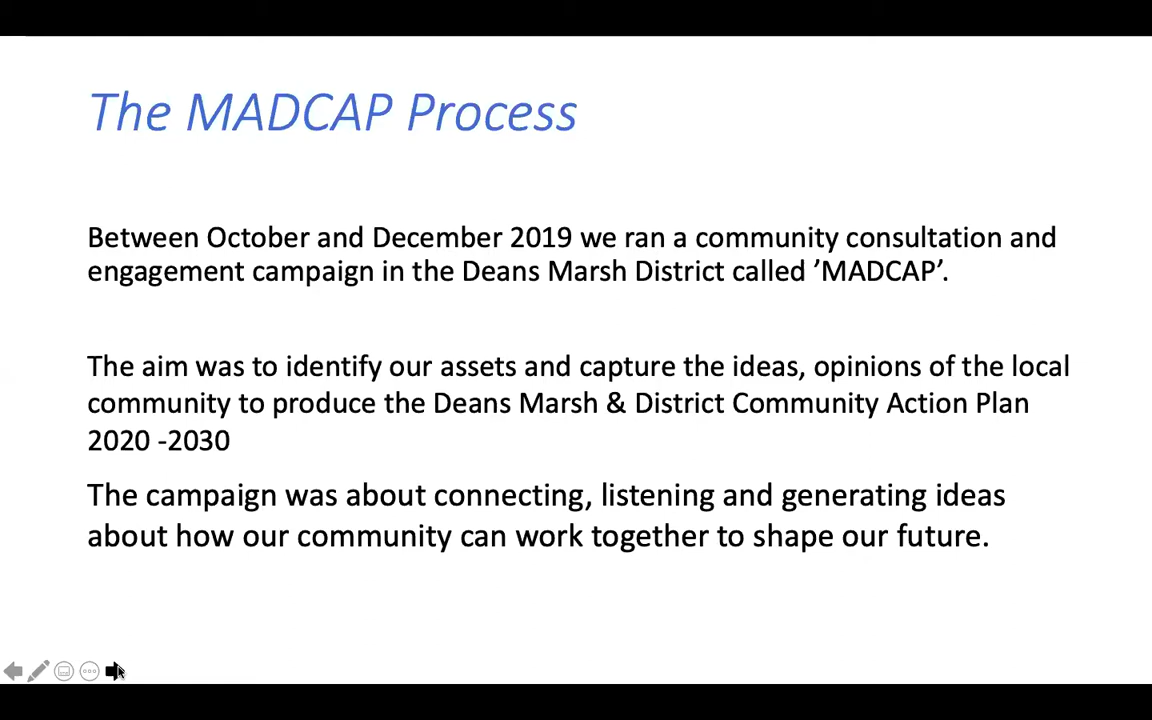 The MADCAP Process
Between October and December 2019 we ran a community consultation and
engagement campaign in the Deans Marsh District called ’MADCAP’.
The aim was to identify our assets and capture the ideas, opinions of the local
community to produce the Deans Marsh & District Community Action Plan
2020 -2030
The campaign was about connecting, listening and generating ideas
about how our community can work together to shape our future.